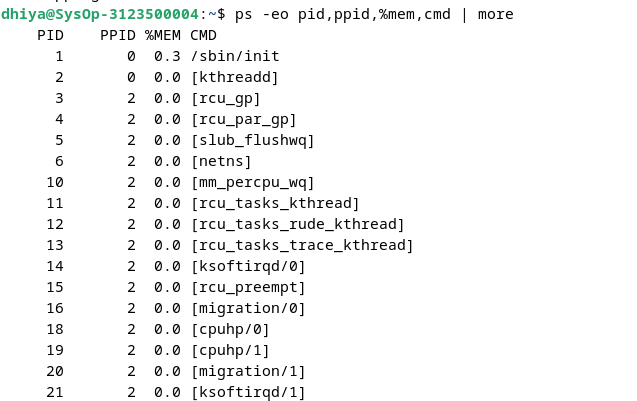 dhiya@SysOp-3123500004:~$ ps -eo pid,ppid,%mem,cmd | more
    PID    PPID %MEM CMD
      1       0  0.3 /sbin/init
      2       0  0.0 [kthreadd]
      3       2  0.0 [rcu_gp]
      4       2  0.0 [rcu_par_gp]
      5       2  0.0 [slub_flushwq]
      6       2  0.0 [netns]
     10       2  0.0 [mm_percpu_wq]
     11       2  0.0 [rcu_tasks_kthread]
     12       2  0.0 [rcu_tasks_rude_kthread]
     13       2  0.0 [rcu_tasks_trace_kthread]
     14       2  0.0 [ksoftirqd/0]
     15       2  0.0 [rcu_preempt]
     16       2  0.0 [migration/0]
     18       2  0.0 [cpuhp/0]
     19       2  0.0 [cpuhp/1]
     20       2  0.0 [migration/1]
     21       2  0.0 [ksoftirqd/1]